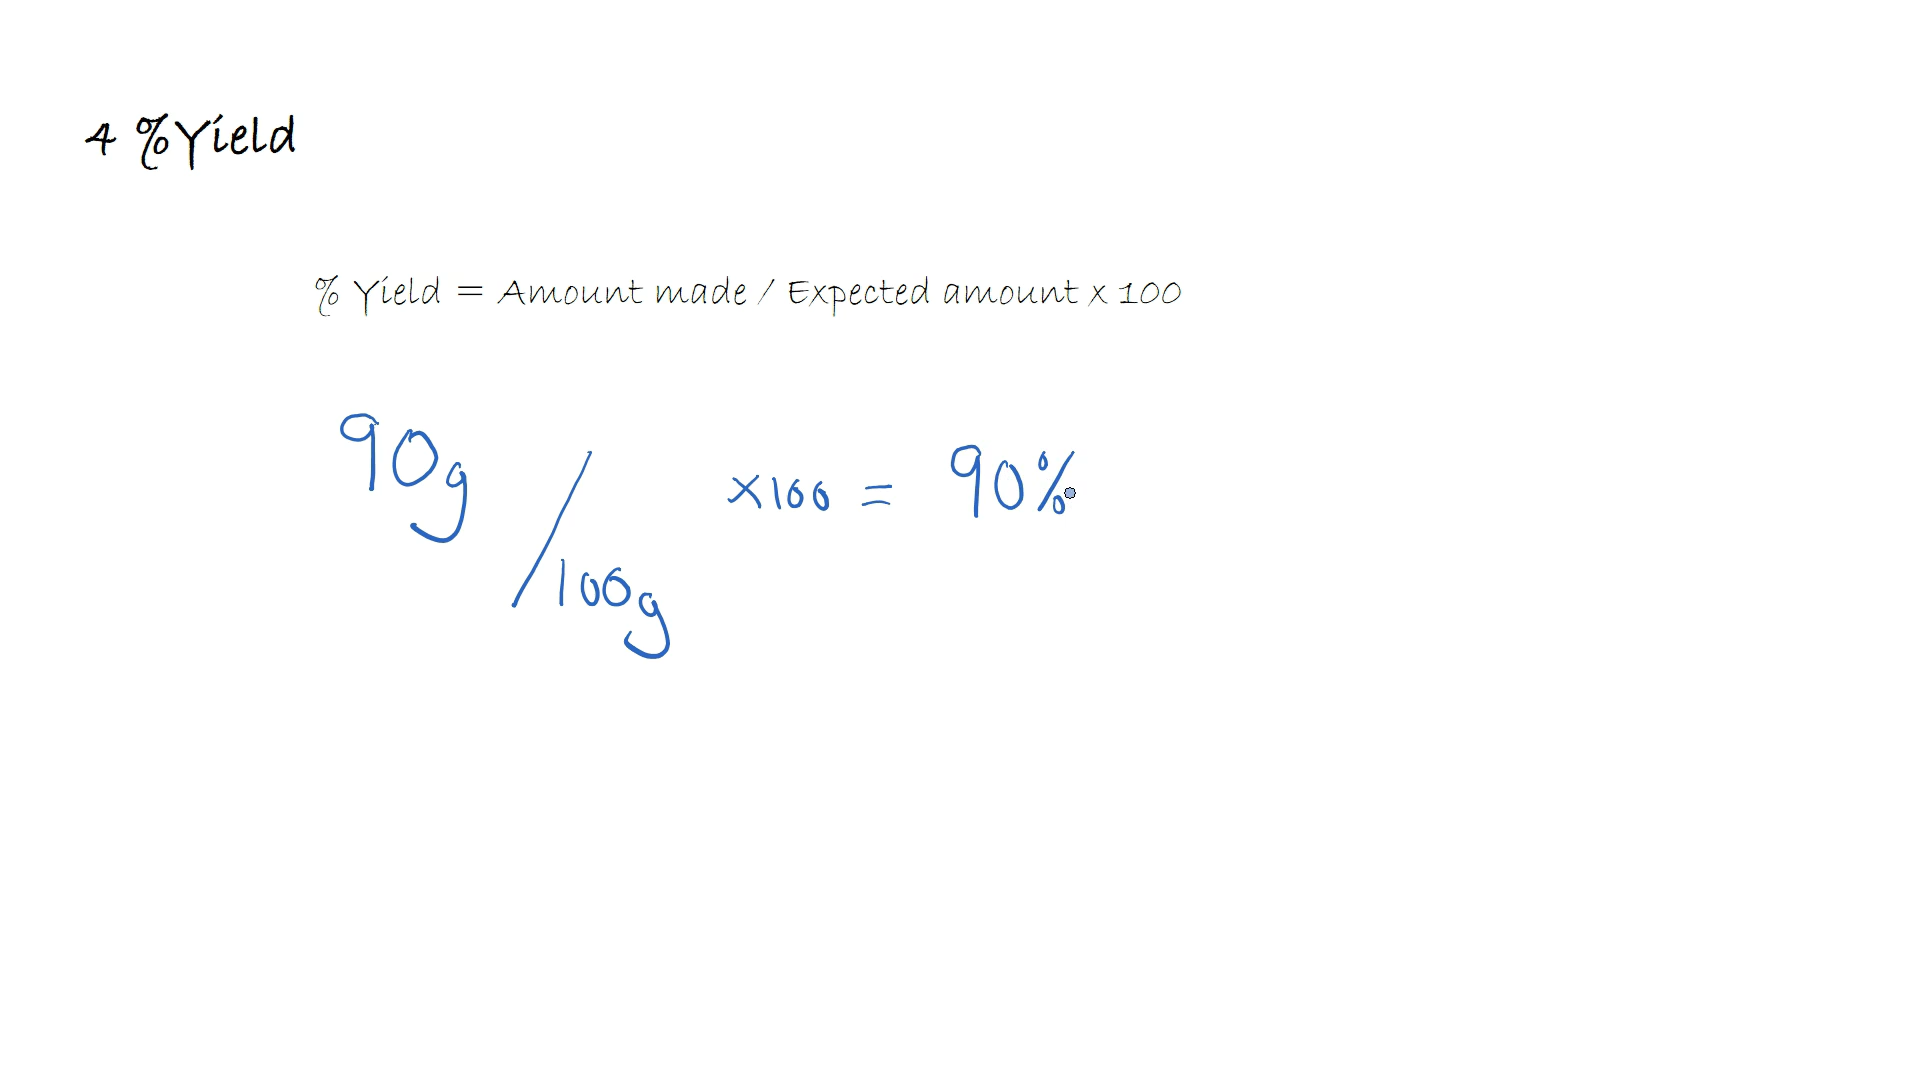 4 %Yield
% Yield = Amount made / Expected amount x 100
90g / 100g x100 = 90%